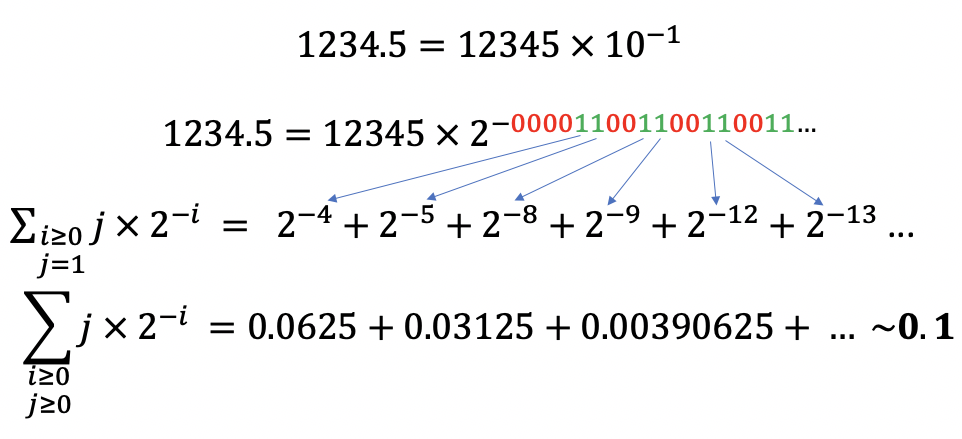 1234.5 = 12345 × 10⁻¹
1234.5 = 12345 × 2⁻⁰⁰⁰⁰¹¹⁰⁰¹¹⁰⁰¹¹⁰⁰¹¹…
∑ j × 2⁻ⁱ = 2⁻⁴ + 2⁻⁵ + 2⁻⁸ + 2⁻⁹ + 2⁻¹² + 2⁻¹³ …
i≥0
j=1
∑ j × 2⁻ⁱ = 0.0625 + 0.03125 + 0.00390625 + … ~0.1
i≥0
j≥0